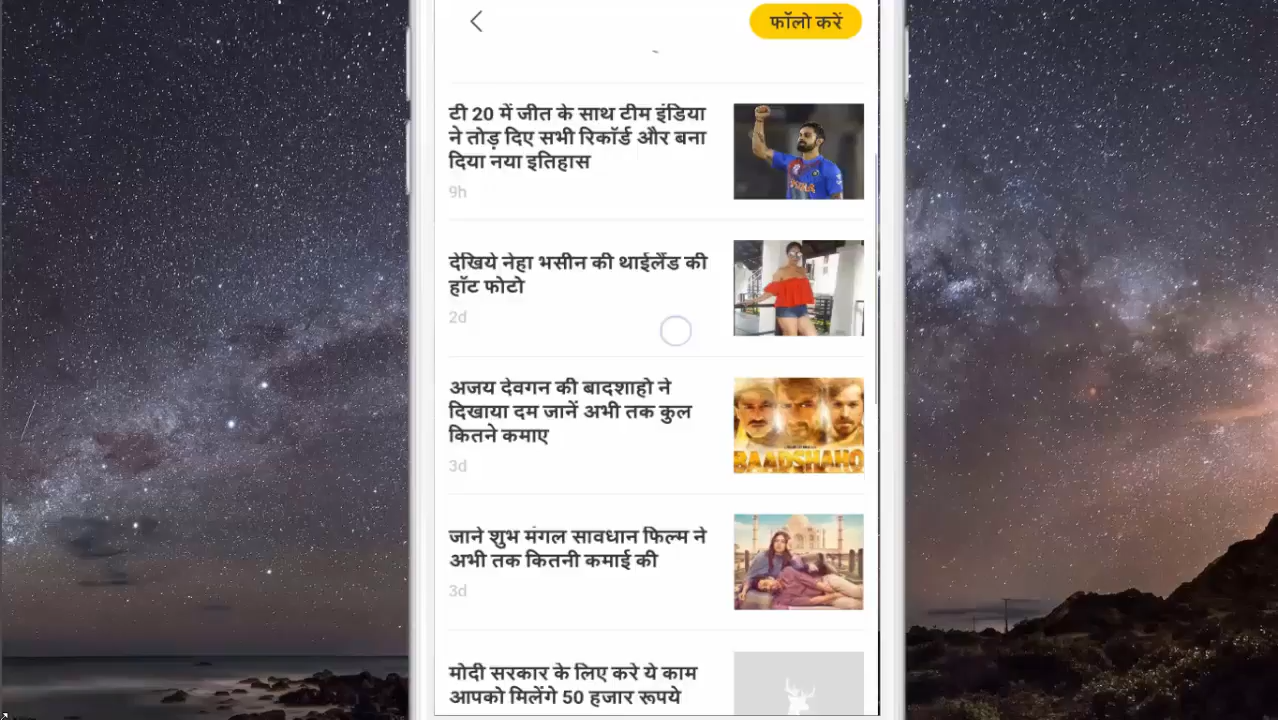 फॉलो करें
टी 20 में जीत के साथ टीम इंडिया
ने तोड़ दिए सभी रिकॉर्ड और बना
दिया नया इतिहास
9h
देखिये नेहा भसीन की थाईलेंड की
हॉट फोटो
2d
अजय देवगन की बादशाहो ने
दिखाया दम जानें अभी तक कुल
कितने कमाए
3d
BAADSHAHO
जाने शुभ मंगल सावधान फिल्म ने
अभी तक कितनी कमाई की
3d
मोदी सरकार के लिए करे ये काम
आपको मिलेंगे 50 हजार रूपये